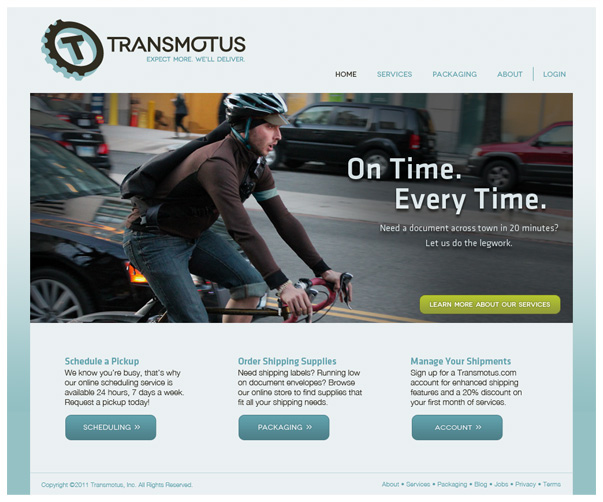 TRANSMOTUS
EXPECT MORE. WE'LL DELIVER.
HOME SERVICES PACKAGING ABOUT LOGIN
On Time.
Every Time.
Need a document across town in 20 minutes?
Let us do the legwork.
LEARN MORE ABOUT OUR SERVICES
Schedule a Pickup
We know you're busy, that's why
our online scheduling service is
available 24 hours, 7 days a week.
Request a pickup today!
SCHEDULING »
Order Shipping Supplies
Need shipping labels? Running low
on document envelopes? Browse
our online store to find supplies that
fit all your shipping needs.
PACKAGING »
Manage Your Shipments
Sign up for a Transmotus.com
account for enhanced shipping
features and a 20% discount on
your first month of services.
ACCOUNT »
Copyright ©2011 Transmotus, Inc. All Rights Reserved.
About • Services • Packaging • Blog • Jobs • Privacy • Terms